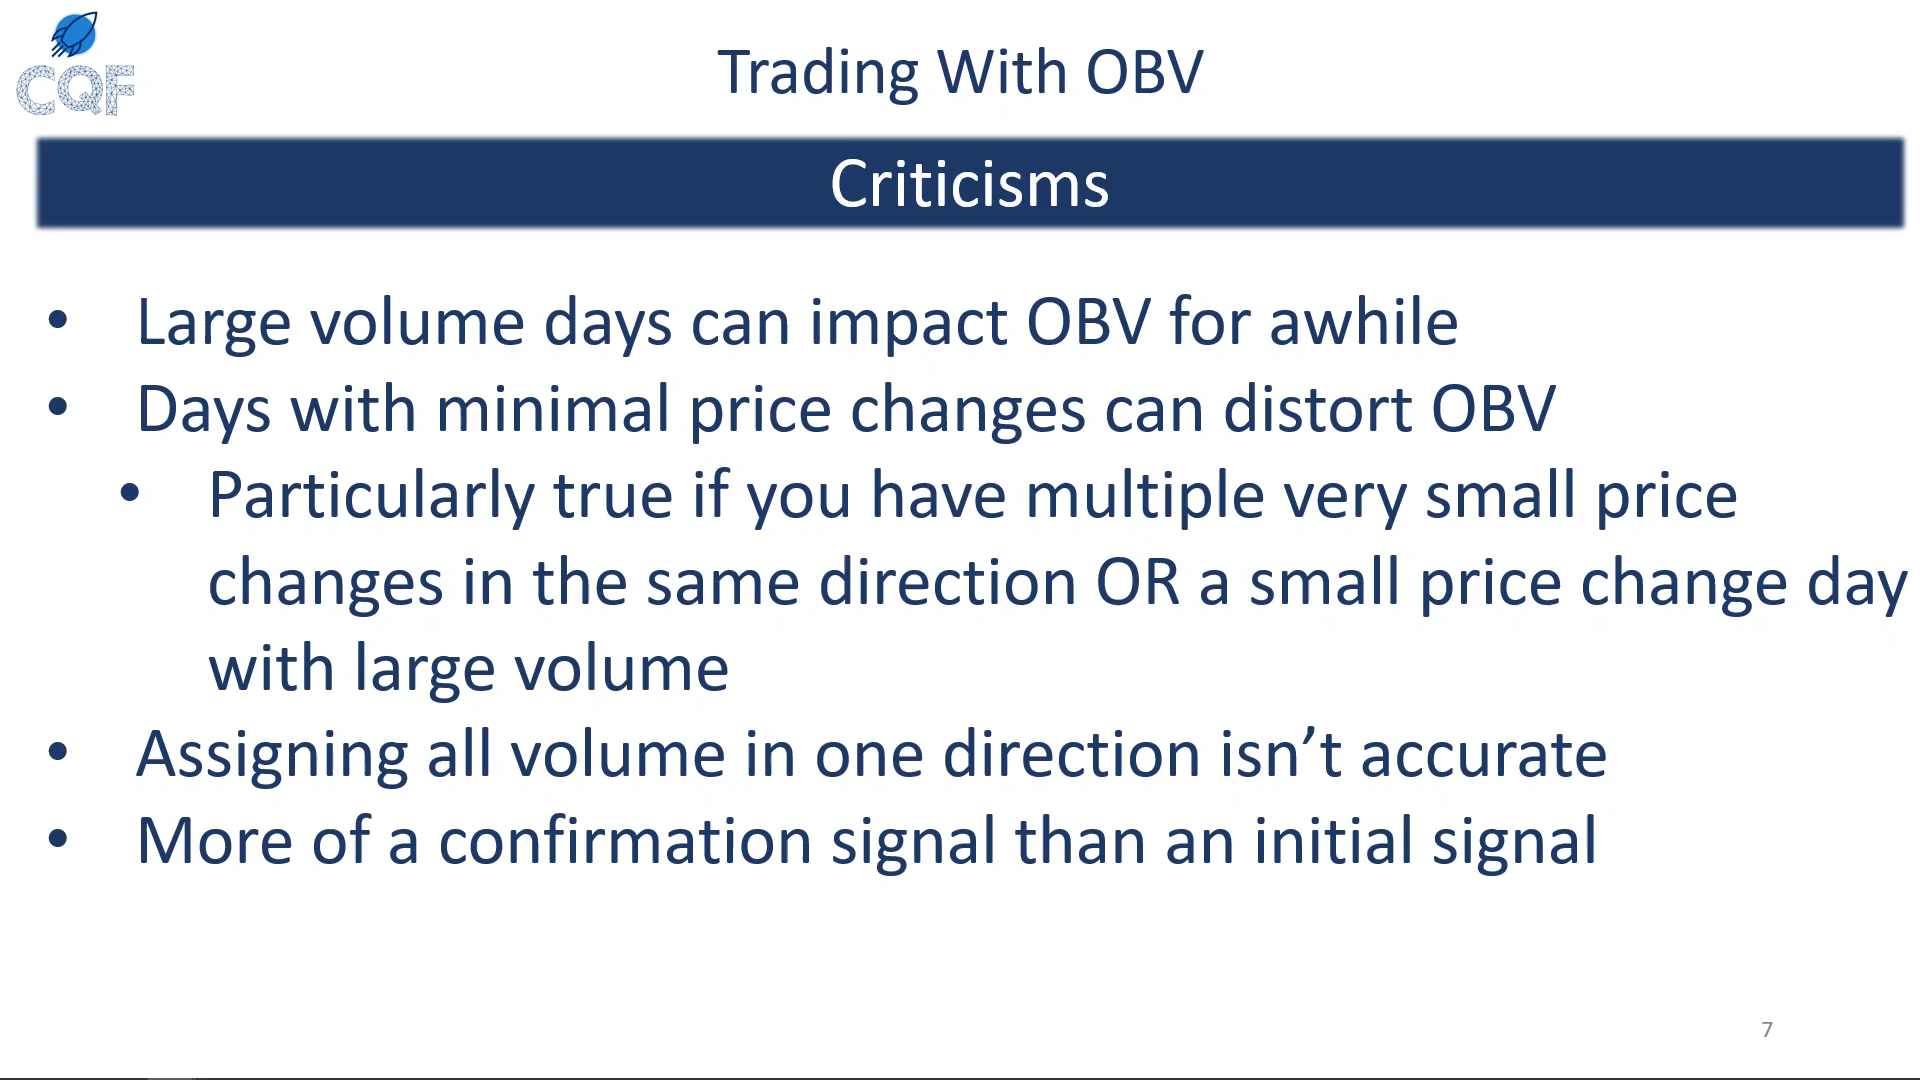 CQF
Trading With OBV
Criticisms
• Large volume days can impact OBV for awhile
• Days with minimal price changes can distort OBV
• Particularly true if you have multiple very small price
changes in the same direction OR a small price change day
with large volume
• Assigning all volume in one direction isn’t accurate
• More of a confirmation signal than an initial signal
7